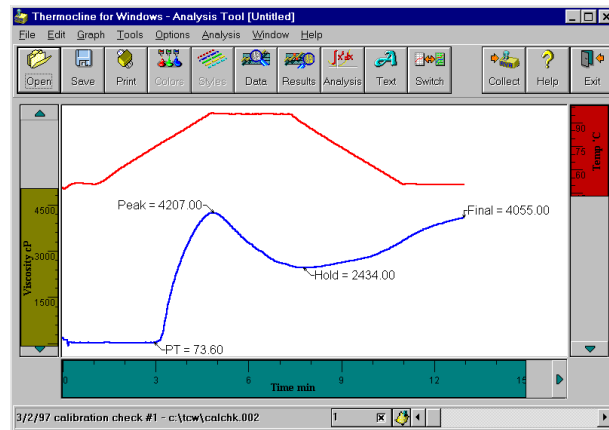 Thermocline for Windows - Analysis Tool [Untitled]
File Edit Graph Tools Options Analysis Window Help
Open Save Print Colors Styles Data Results Analysis Text Switch Collect Help Exit
90
75
60
Temp °C
4500
3000
1500
Viscosity cP
Peak = 4207.00
Final = 4055.00
Hold = 2434.00
PT = 73.60
0 3 6 9 12 15
Time min
3/2/97 calibration check #1 - c:\tcw\calchk.002 1